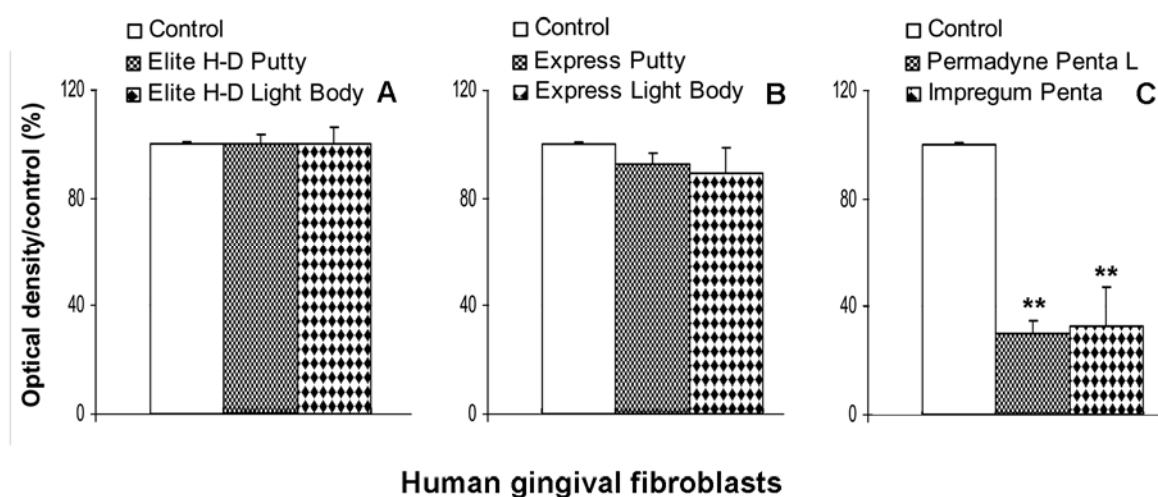 Control
Elite H-D Putty
Elite H-D Light Body
A
Control
Express Putty
Express Light Body
B
Control
Permadyne Penta L
Impregum Penta
C
Optical density/control (%)
120
80
40
0
120
80
40
0
120
80
40
0
**
**
Human gingival fibroblasts